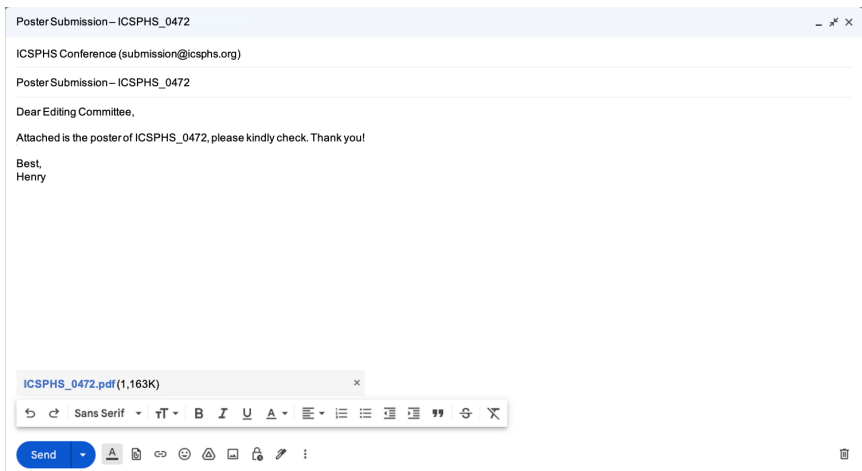 Poster Submission – ICSPHS_0472
ICSPHS Conference (submission@icsphs.org)
Poster Submission – ICSPHS_0472
Dear Editing Committee,
Attached is the poster of ICSPHS_0472, please kindly check. Thank you!
Best,
Henry
ICSPHS_0472.pdf (1,163K)
Sans Serif
Send